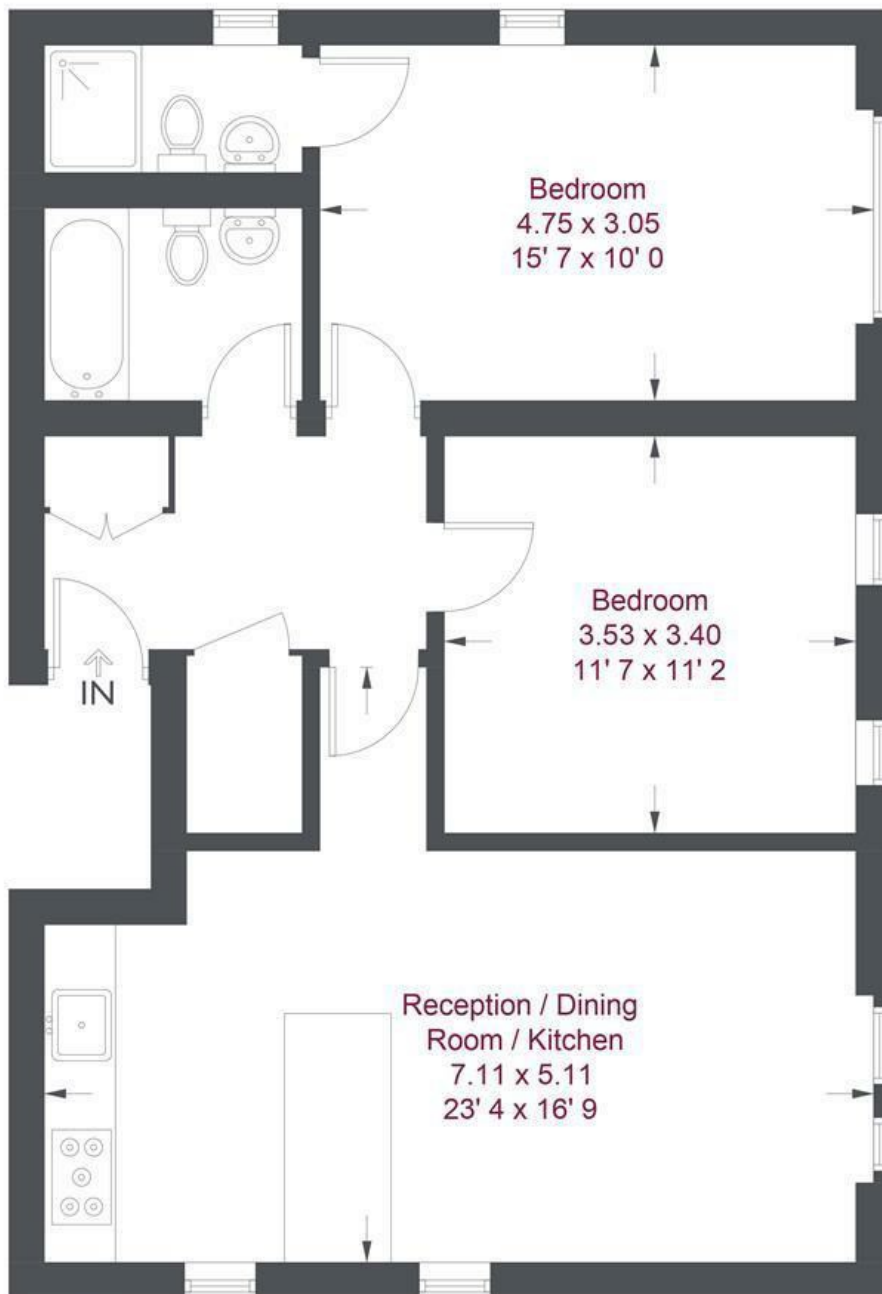 Bedroom
4.75 x 3.05
15' 7 x 10' 0
Bedroom
3.53 x 3.40
11' 7 x 11' 2
IN
Reception / Dining
Room / Kitchen
7.11 x 5.11
23' 4 x 16' 9